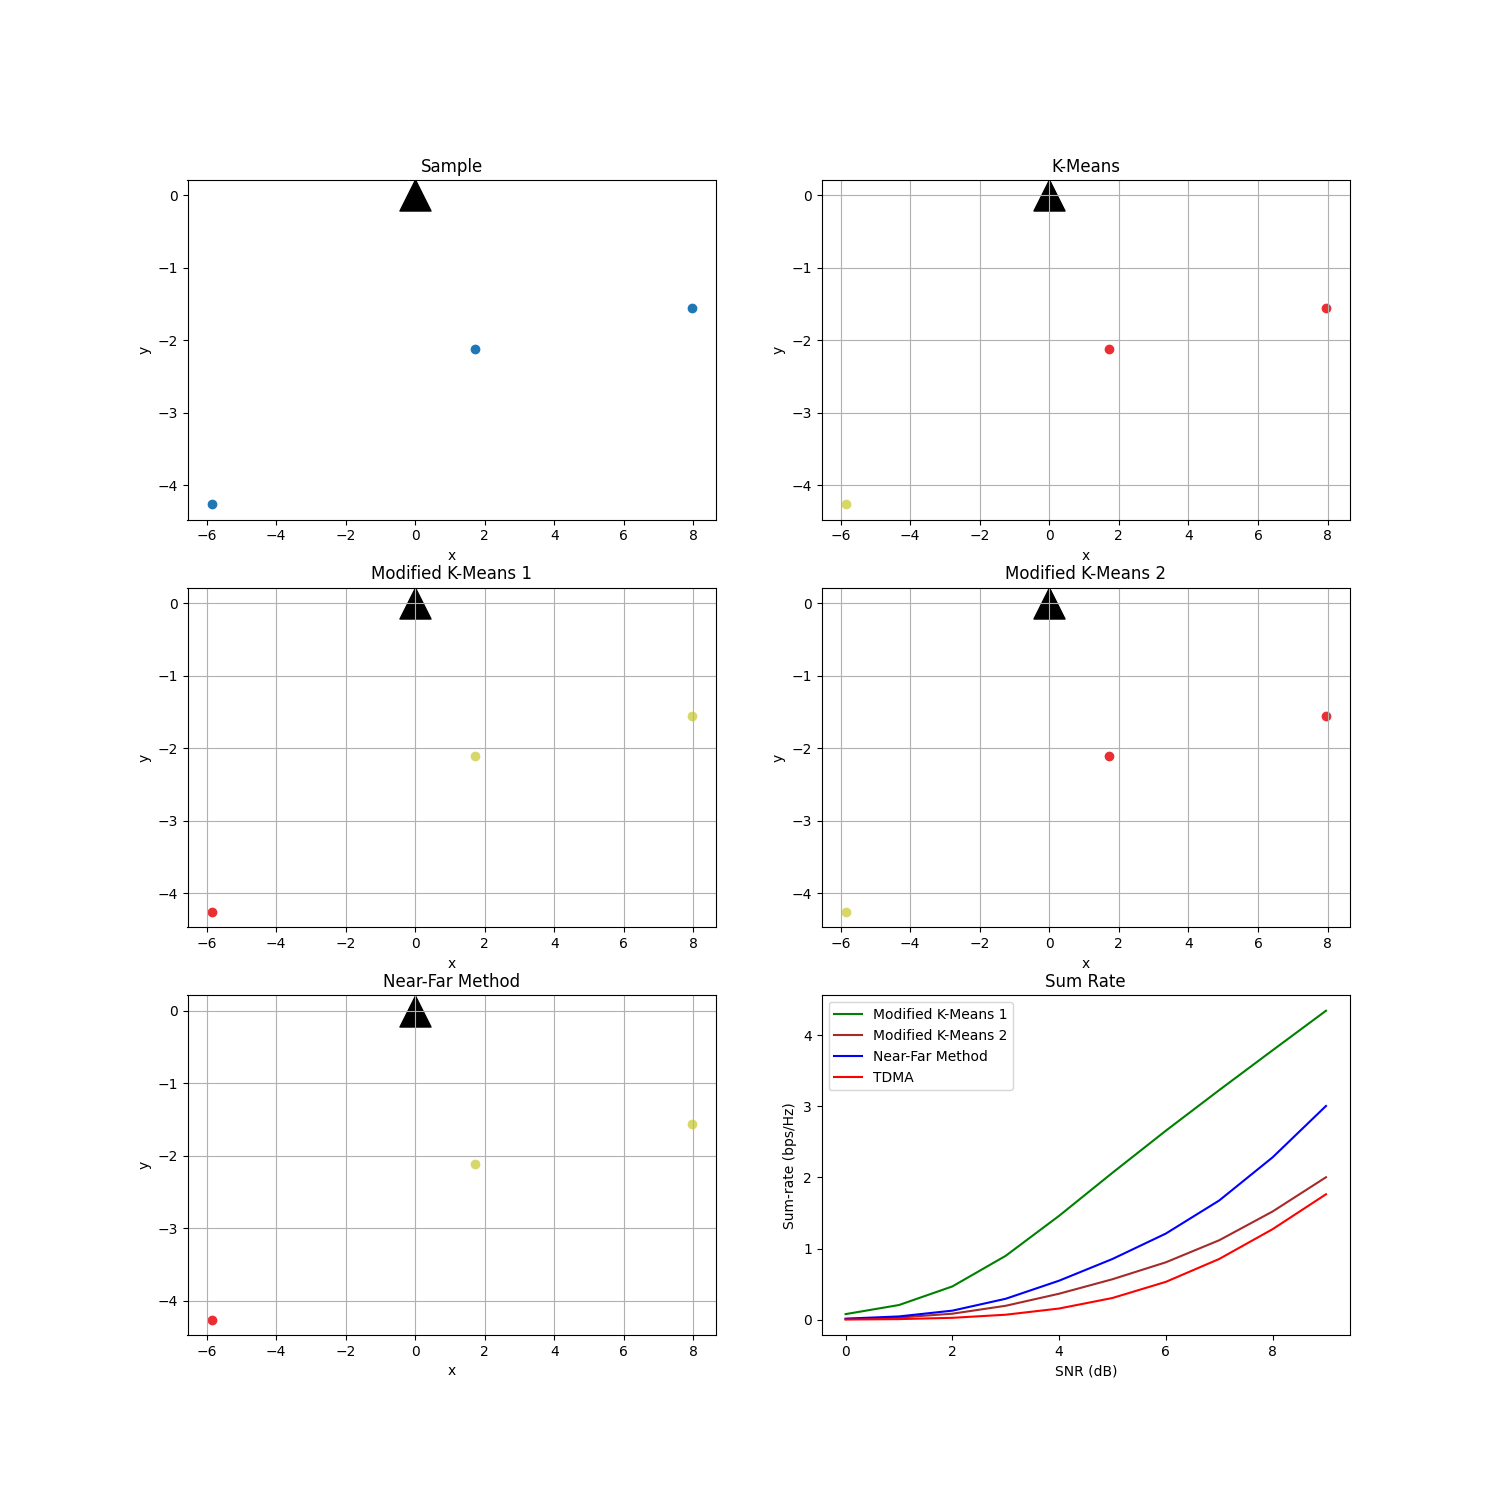 Sample
0
−1
−2
−3
−4
y
−6 −4 −2 0 2 4 6 8
x
K-Means
0
−1
−2
−3
−4
y
−6 −4 −2 0 2 4 6 8
x
Modified K-Means 1
0
−1
−2
−3
−4
y
−6 −4 −2 0 2 4 6 8
x
Modified K-Means 2
0
−1
−2
−3
−4
y
−6 −4 −2 0 2 4 6 8
x
Near-Far Method
0
−1
−2
−3
−4
y
−6 −4 −2 0 2 4 6 8
x
Sum Rate
Modified K-Means 1
Modified K-Means 2
Near-Far Method
TDMA
4
3
2
1
0
Sum-rate (bps/Hz)
0 2 4 6 8
SNR (dB)